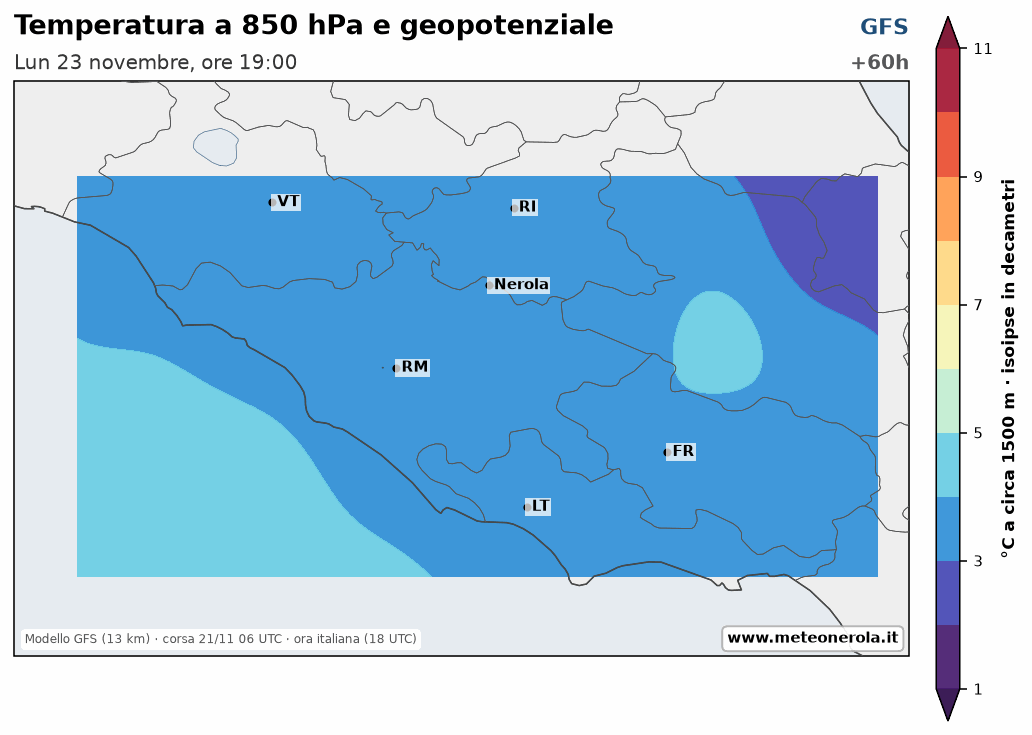 Temperatura a 850 hPa e geopotenziale
GFS
Lun 23 novembre, ore 19:00
+60h
VT
RI
Nerola
RM
FR
LT
11
9
7
5
3
1
°C a circa 1500 m · isoipse in decametri
Modello GFS (13 km) · corsa 21/11 06 UTC · ora italiana (18 UTC)
www.meteonerola.it